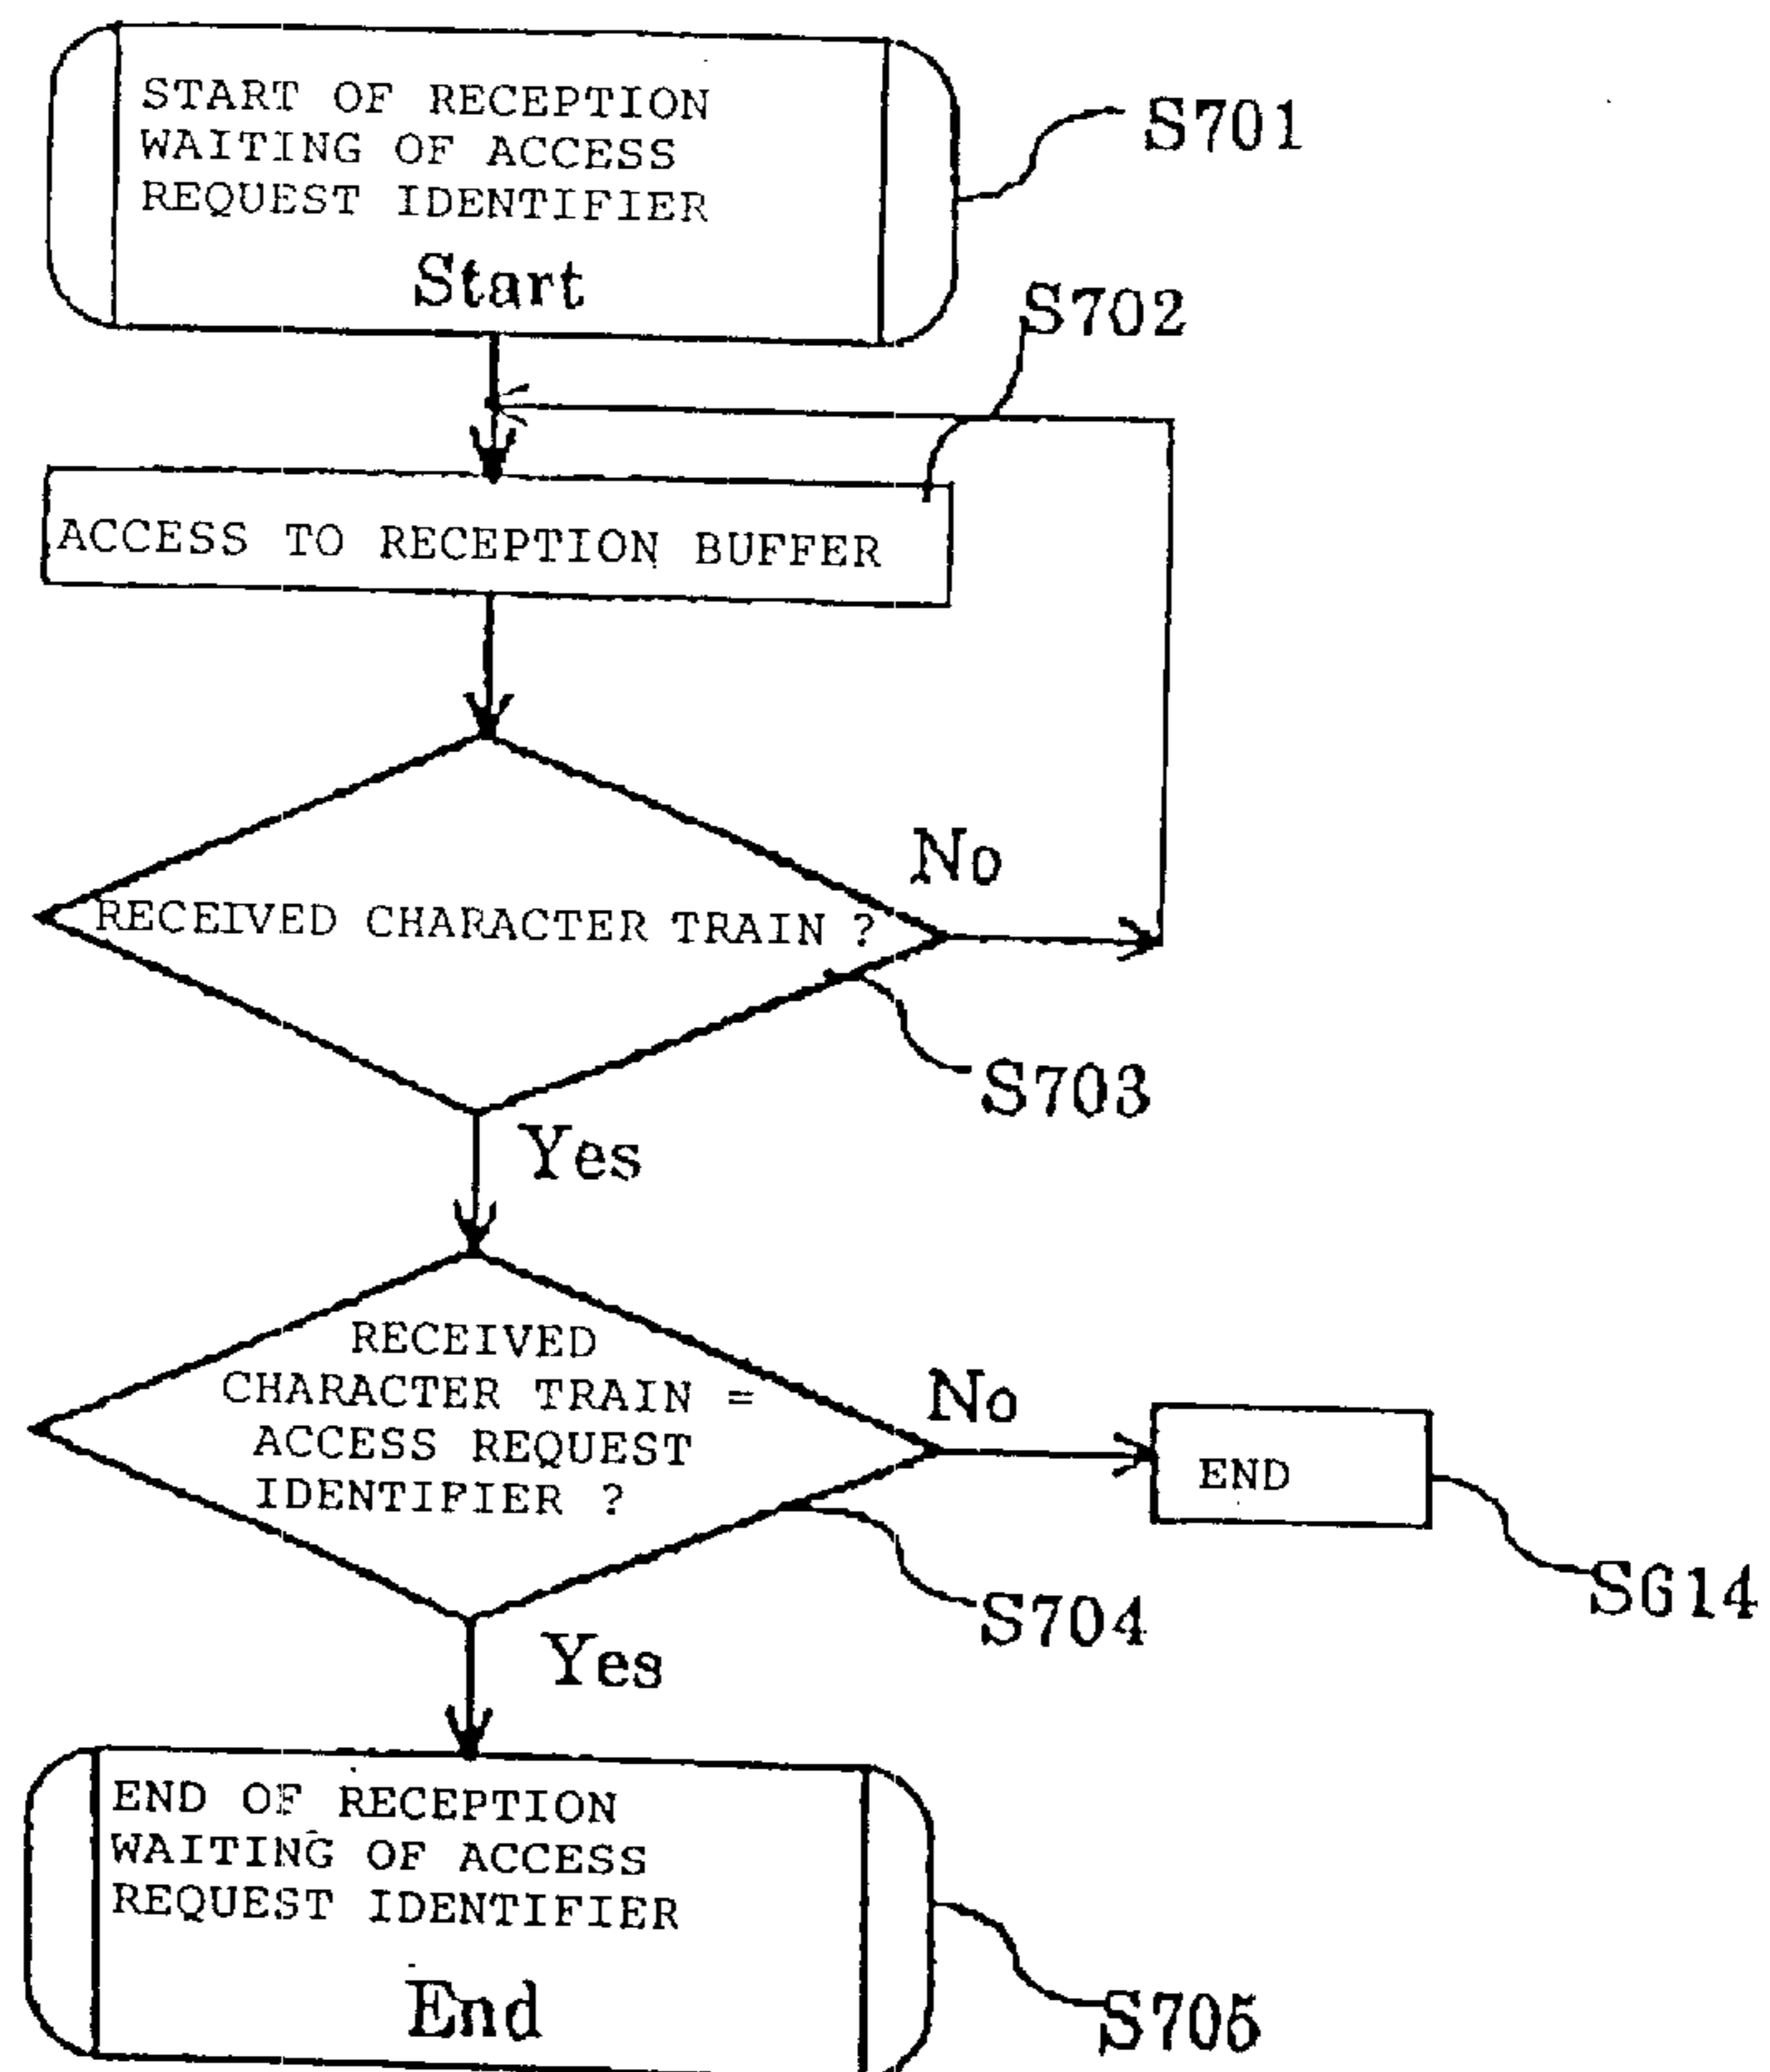 START OF RECEPTION
WAITING OF ACCESS
REQUEST IDENTIFIER
Start
S701
S702
ACCESS TO RECEPTION BUFFER
No
RECEIVED CHARACTER TRAIN ?
S703
Yes
RECEIVED
CHARACTER TRAIN =
ACCESS REQUEST
IDENTIFIER ?
No
END
S614
S704
Yes
END OF RECEPTION
WAITING OF ACCESS
REQUEST IDENTIFIER
End
S705